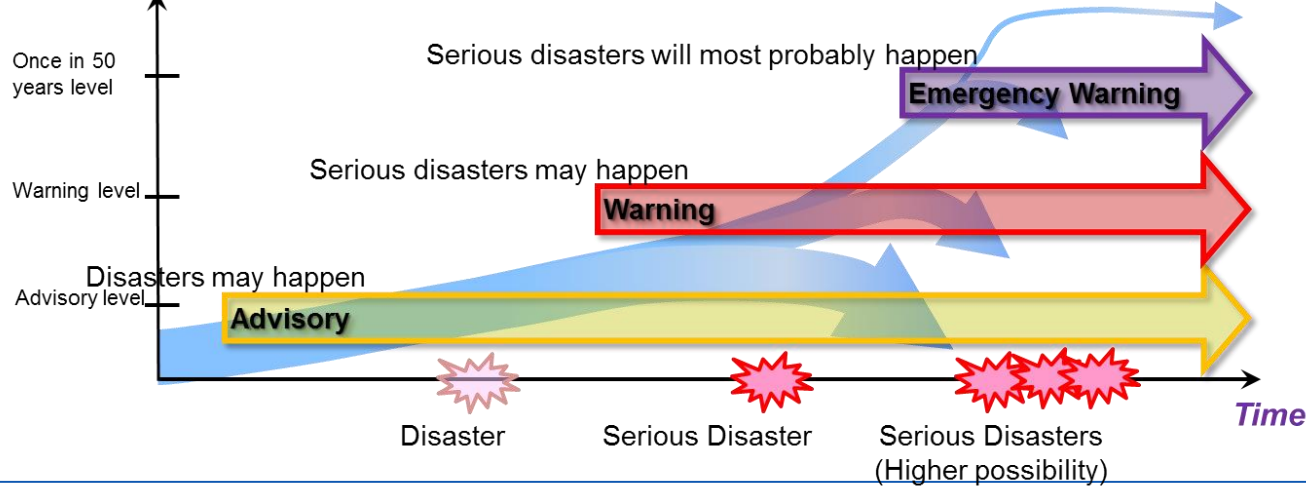 Once in 50
years level
Serious disasters will most probably happen
Emergency Warning
Serious disasters may happen
Warning level
Warning
Disasters may happen
Advisory level
Advisory
Time
Disaster
Serious Disaster
Serious Disasters
(Higher possibility)